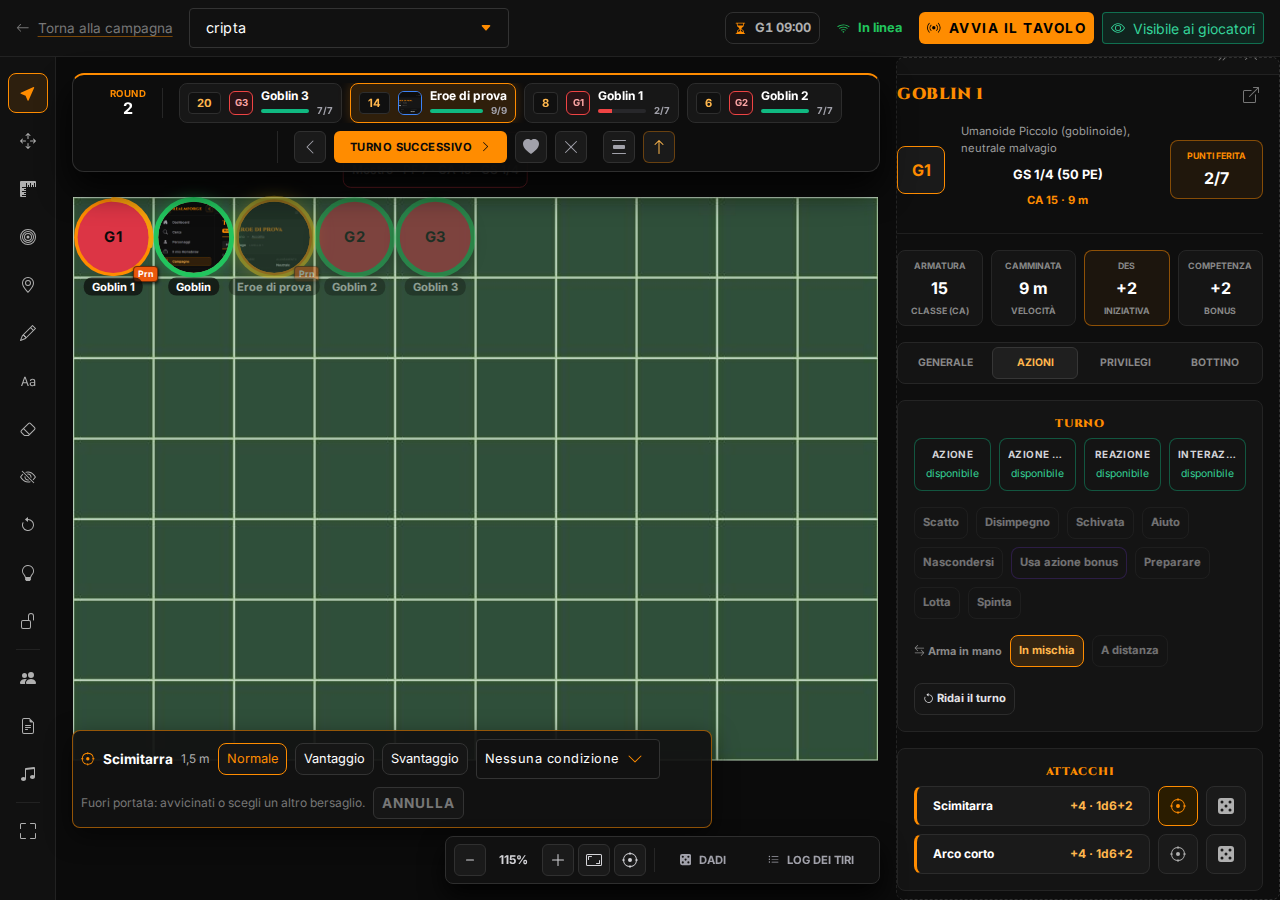 Torna alla campagna
cripta
G1 09:00
In linea
AVVIA IL TAVOLO
Visibile ai giocatori
ROUND
2
20 G3 Goblin 3 7/7
14 Eroe di prova 9/9
8 G1 Goblin 1 2/7
6 G2 Goblin 2 7/7
TURNO SUCCESSIVO
Aa
G1
Prn
EROE DI PROVA
Prn
G2
G3
Goblin 1
Goblin
Eroe di prova
Goblin 2
Goblin 3
Scimitarra 1,5 m
Normale
Vantaggio
Svantaggio
Nessuna condizione
Fuori portata: avvicinati o scegli un altro bersaglio.
ANNULLA
− 115% +
DADI
LOG DEI TIRI
GOBLIN 1
G1
Umanoide Piccolo (goblinoide),
neutrale malvagio
GS 1/4 (50 PE)
CA 15 · 9 m
PUNTI FERITA
2/7
ARMATURA
15
CLASSE (CA)
CAMMINATA
9 m
VELOCITÀ
DES
+2
INIZIATIVA
COMPETENZA
+2
BONUS
GENERALE
AZIONI
PRIVILEGI
BOTTINO
TURNO
AZIONE
disponibile
AZIONE ...
disponibile
REAZIONE
disponibile
INTERAZ...
disponibile
Scatto
Disimpegno
Schivata
Aiuto
Nascondersi
Usa azione bonus
Preparare
Lotta
Spinta
Arma in mano
In mischia
A distanza
Ridai il turno
ATTACCHI
Scimitarra +4 · 1d6+2
Arco corto +4 · 1d6+2